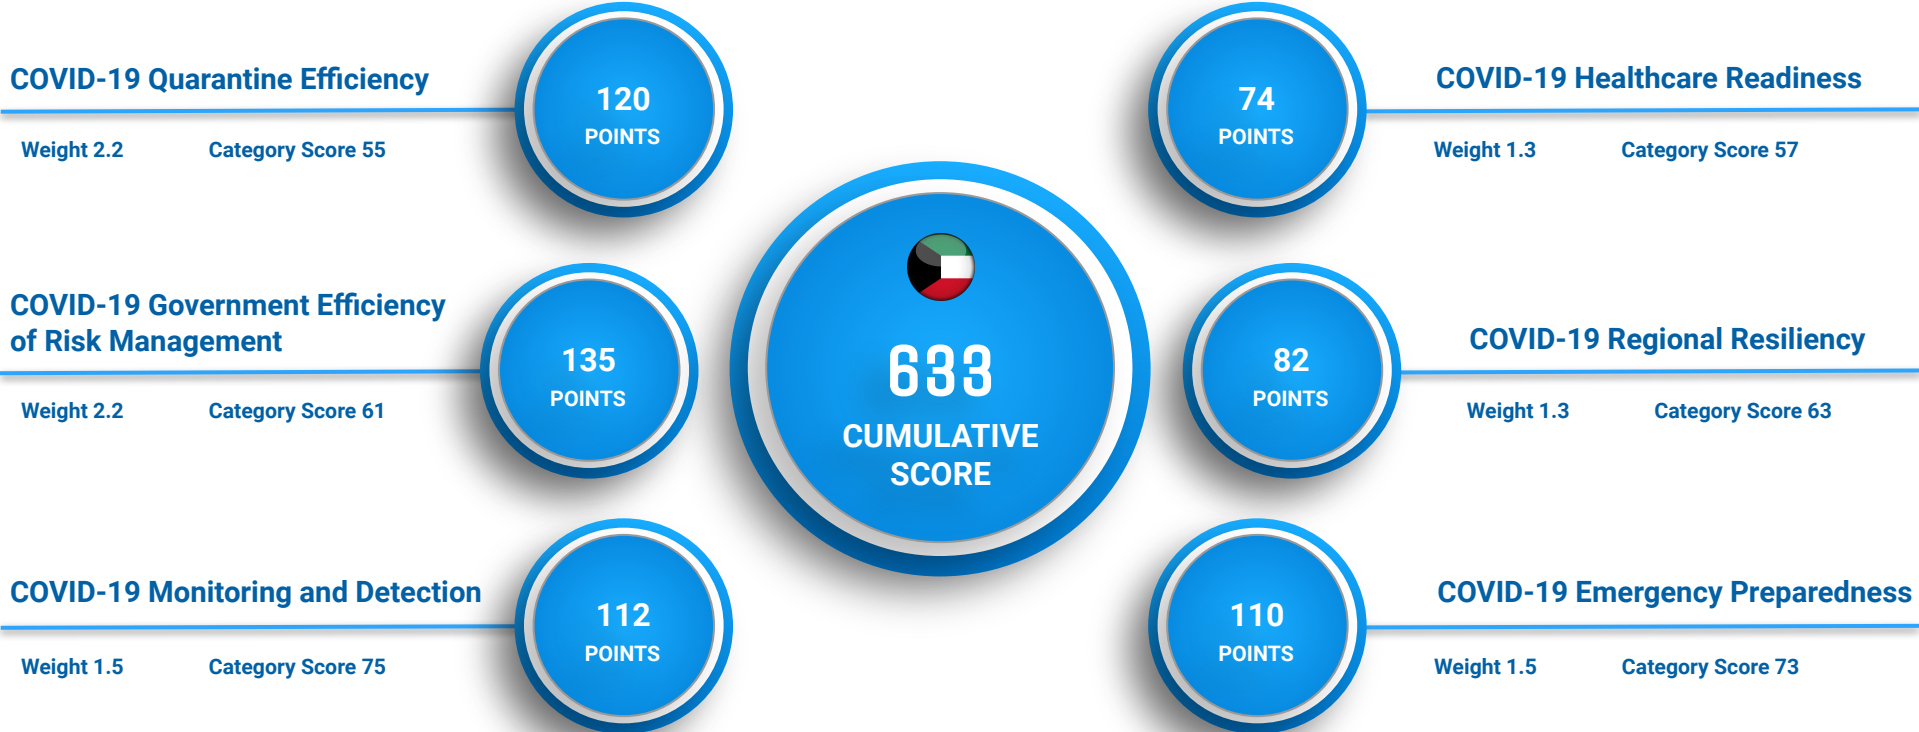 COVID-19 Quarantine Efficiency
Weight 2.2 Category Score 55
120
POINTS
COVID-19 Government Efficiency
of Risk Management
Weight 2.2 Category Score 61
135
POINTS
COVID-19 Monitoring and Detection
Weight 1.5 Category Score 75
112
POINTS
633
CUMULATIVE
SCORE
74
POINTS
COVID-19 Healthcare Readiness
Weight 1.3 Category Score 57
82
POINTS
COVID-19 Regional Resiliency
Weight 1.3 Category Score 63
110
POINTS
COVID-19 Emergency Preparedness
Weight 1.5 Category Score 73